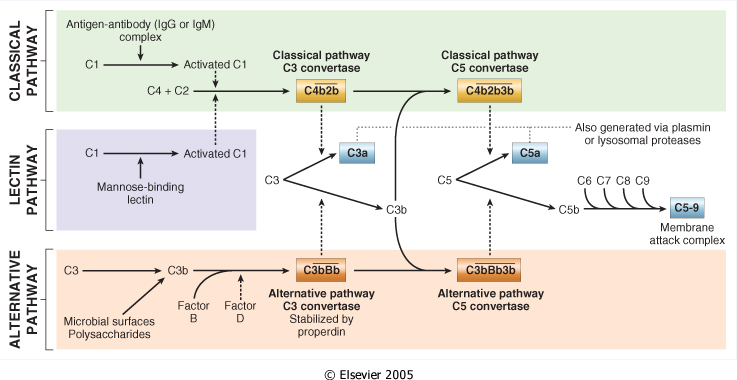 CLASSICAL
PATHWAY
Antigen-antibody (IgG or IgM)
complex
C1
Activated C1
C4 + C2
Classical pathway
C3 convertase
C4b2b
Classical pathway
C5 convertase
C4b2b3b
LECTIN
PATHWAY
C1
Activated C1
Mannose-binding
lectin
C3
C3a
C3b
C5
C5a
C5b
Also generated via plasmin
or lysosomal proteases
C6 C7 C8 C9
C5-9
Membrane
attack complex
ALTERNATIVE
PATHWAY
C3
C3b
Microbial surfaces
Polysaccharides
Factor
B
Factor
D
C3bBb
Alternative pathway
C3 convertase
Stabilized by
properdin
C3bBb3b
Alternative pathway
C5 convertase
© Elsevier 2005